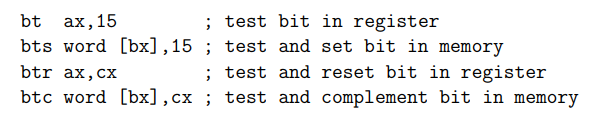 bt  ax,15        ; test bit in register
bts word [bx],15 ; test and set bit in memory
btr ax,cx        ; test and reset bit in register
btc word [bx],cx ; test and complement bit in memory